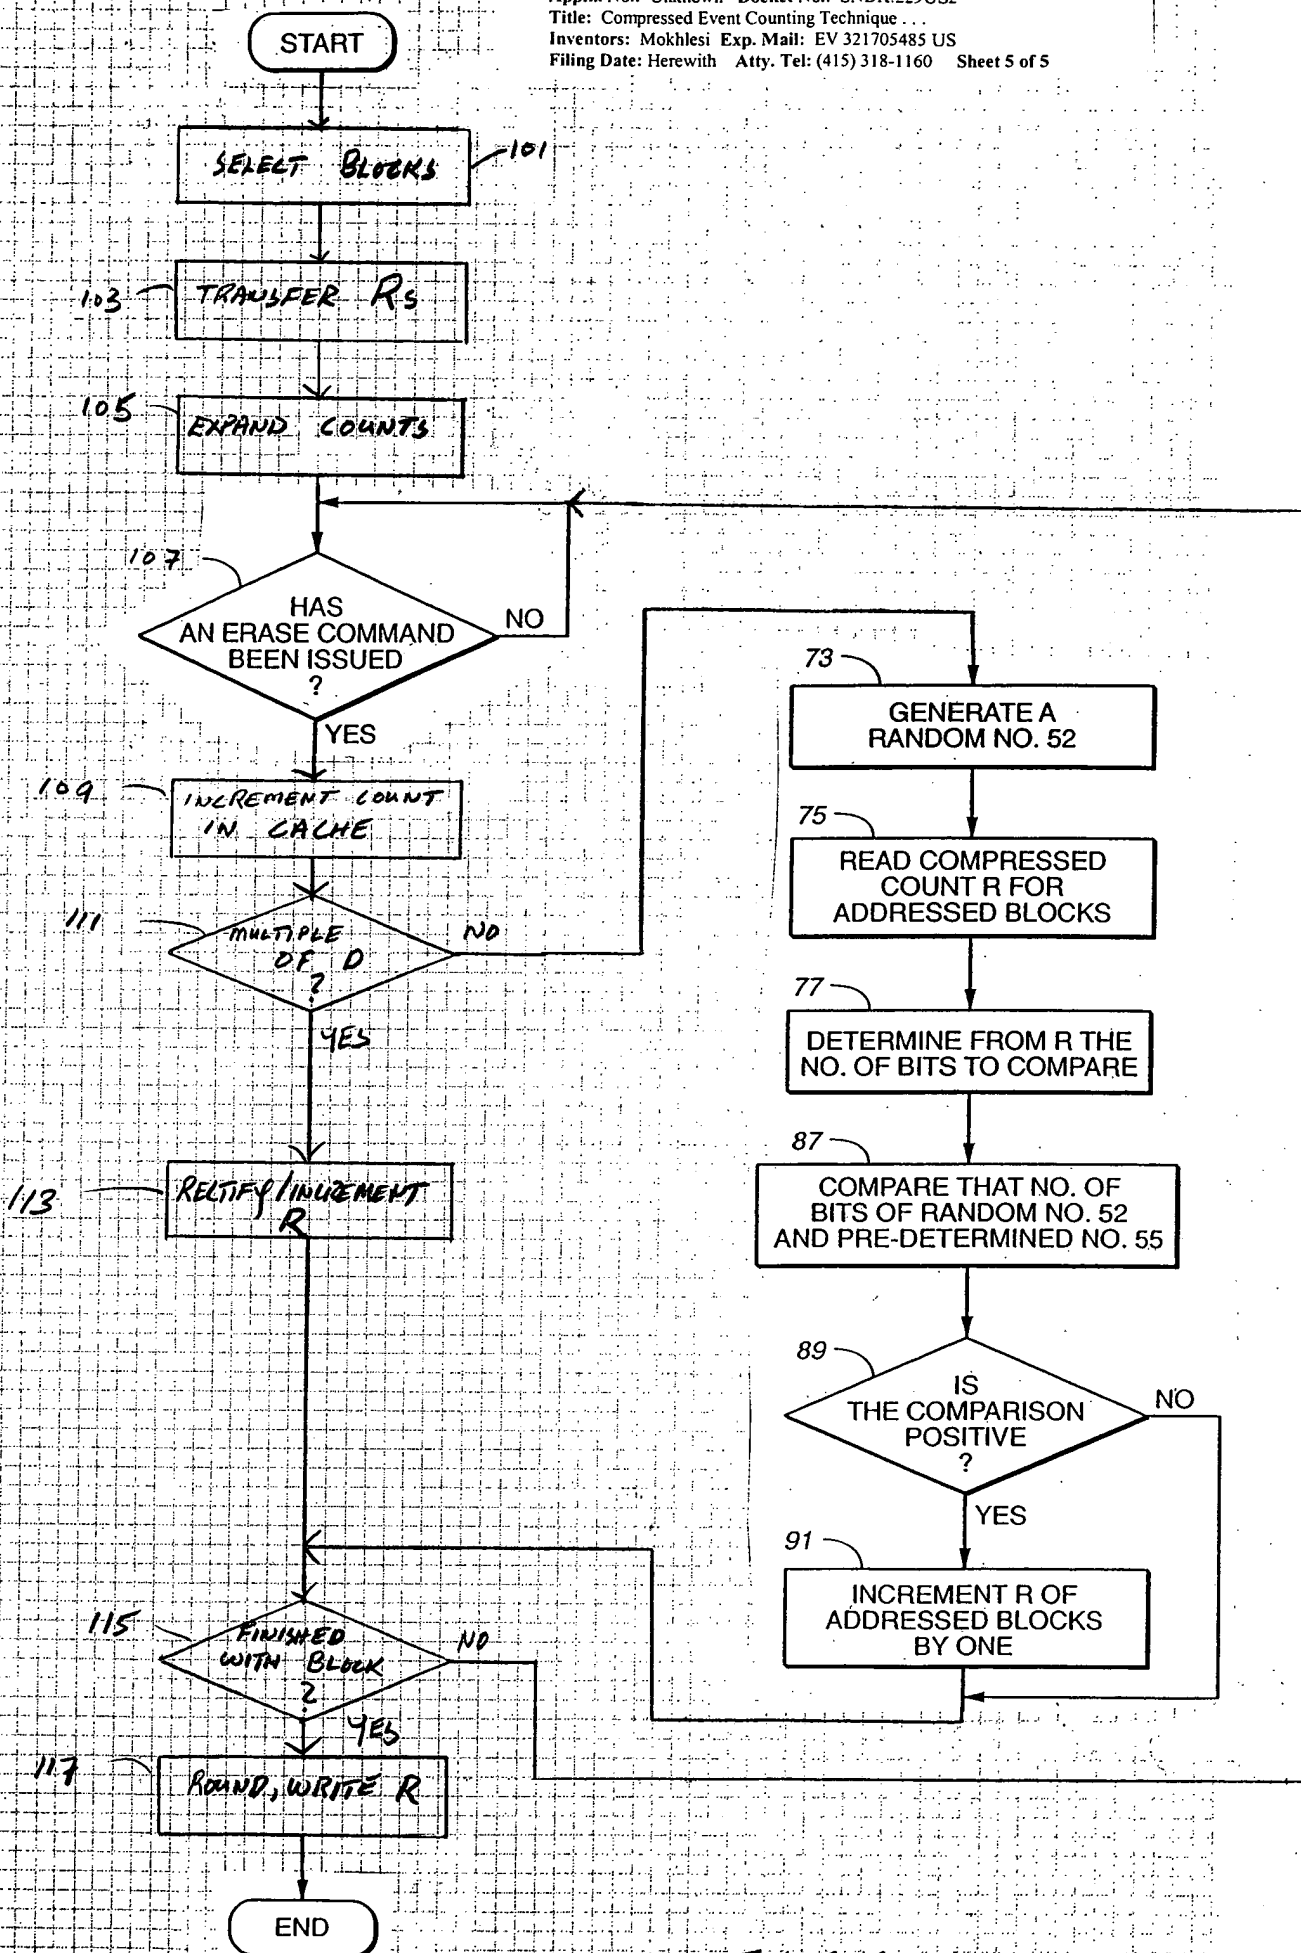 Title: Compressed Event Counting Technique . . .
Inventors: Mokhlesi Exp. Mail: EV 321705485 US
Filing Date: Herewith Atty. Tel: (415) 318-1160 Sheet 5 of 5
START
SELECT BLOCKS
101
103
TRANSFER Rs
105
EXPAND COUNTS
107
HAS
AN ERASE COMMAND
BEEN ISSUED
?
NO
YES
109
INCREMENT COUNT
IN CACHE
111
MULTIPLE
OF D
?
NO
YES
113
RECTIFY/INCREMENT
R
73
GENERATE A
RANDOM NO. 52
75
READ COMPRESSED
COUNT R FOR
ADDRESSED BLOCKS
77
DETERMINE FROM R THE
NO. OF BITS TO COMPARE
87
COMPARE THAT NO. OF
BITS OF RANDOM NO. 52
AND PRE-DETERMINED NO. 55
89
IS
THE COMPARISON
POSITIVE
?
NO
YES
91
INCREMENT R OF
ADDRESSED BLOCKS
BY ONE
115
FINISHED
WITH BLOCK
?
NO
YES
117
ROUND, WRITE R
END